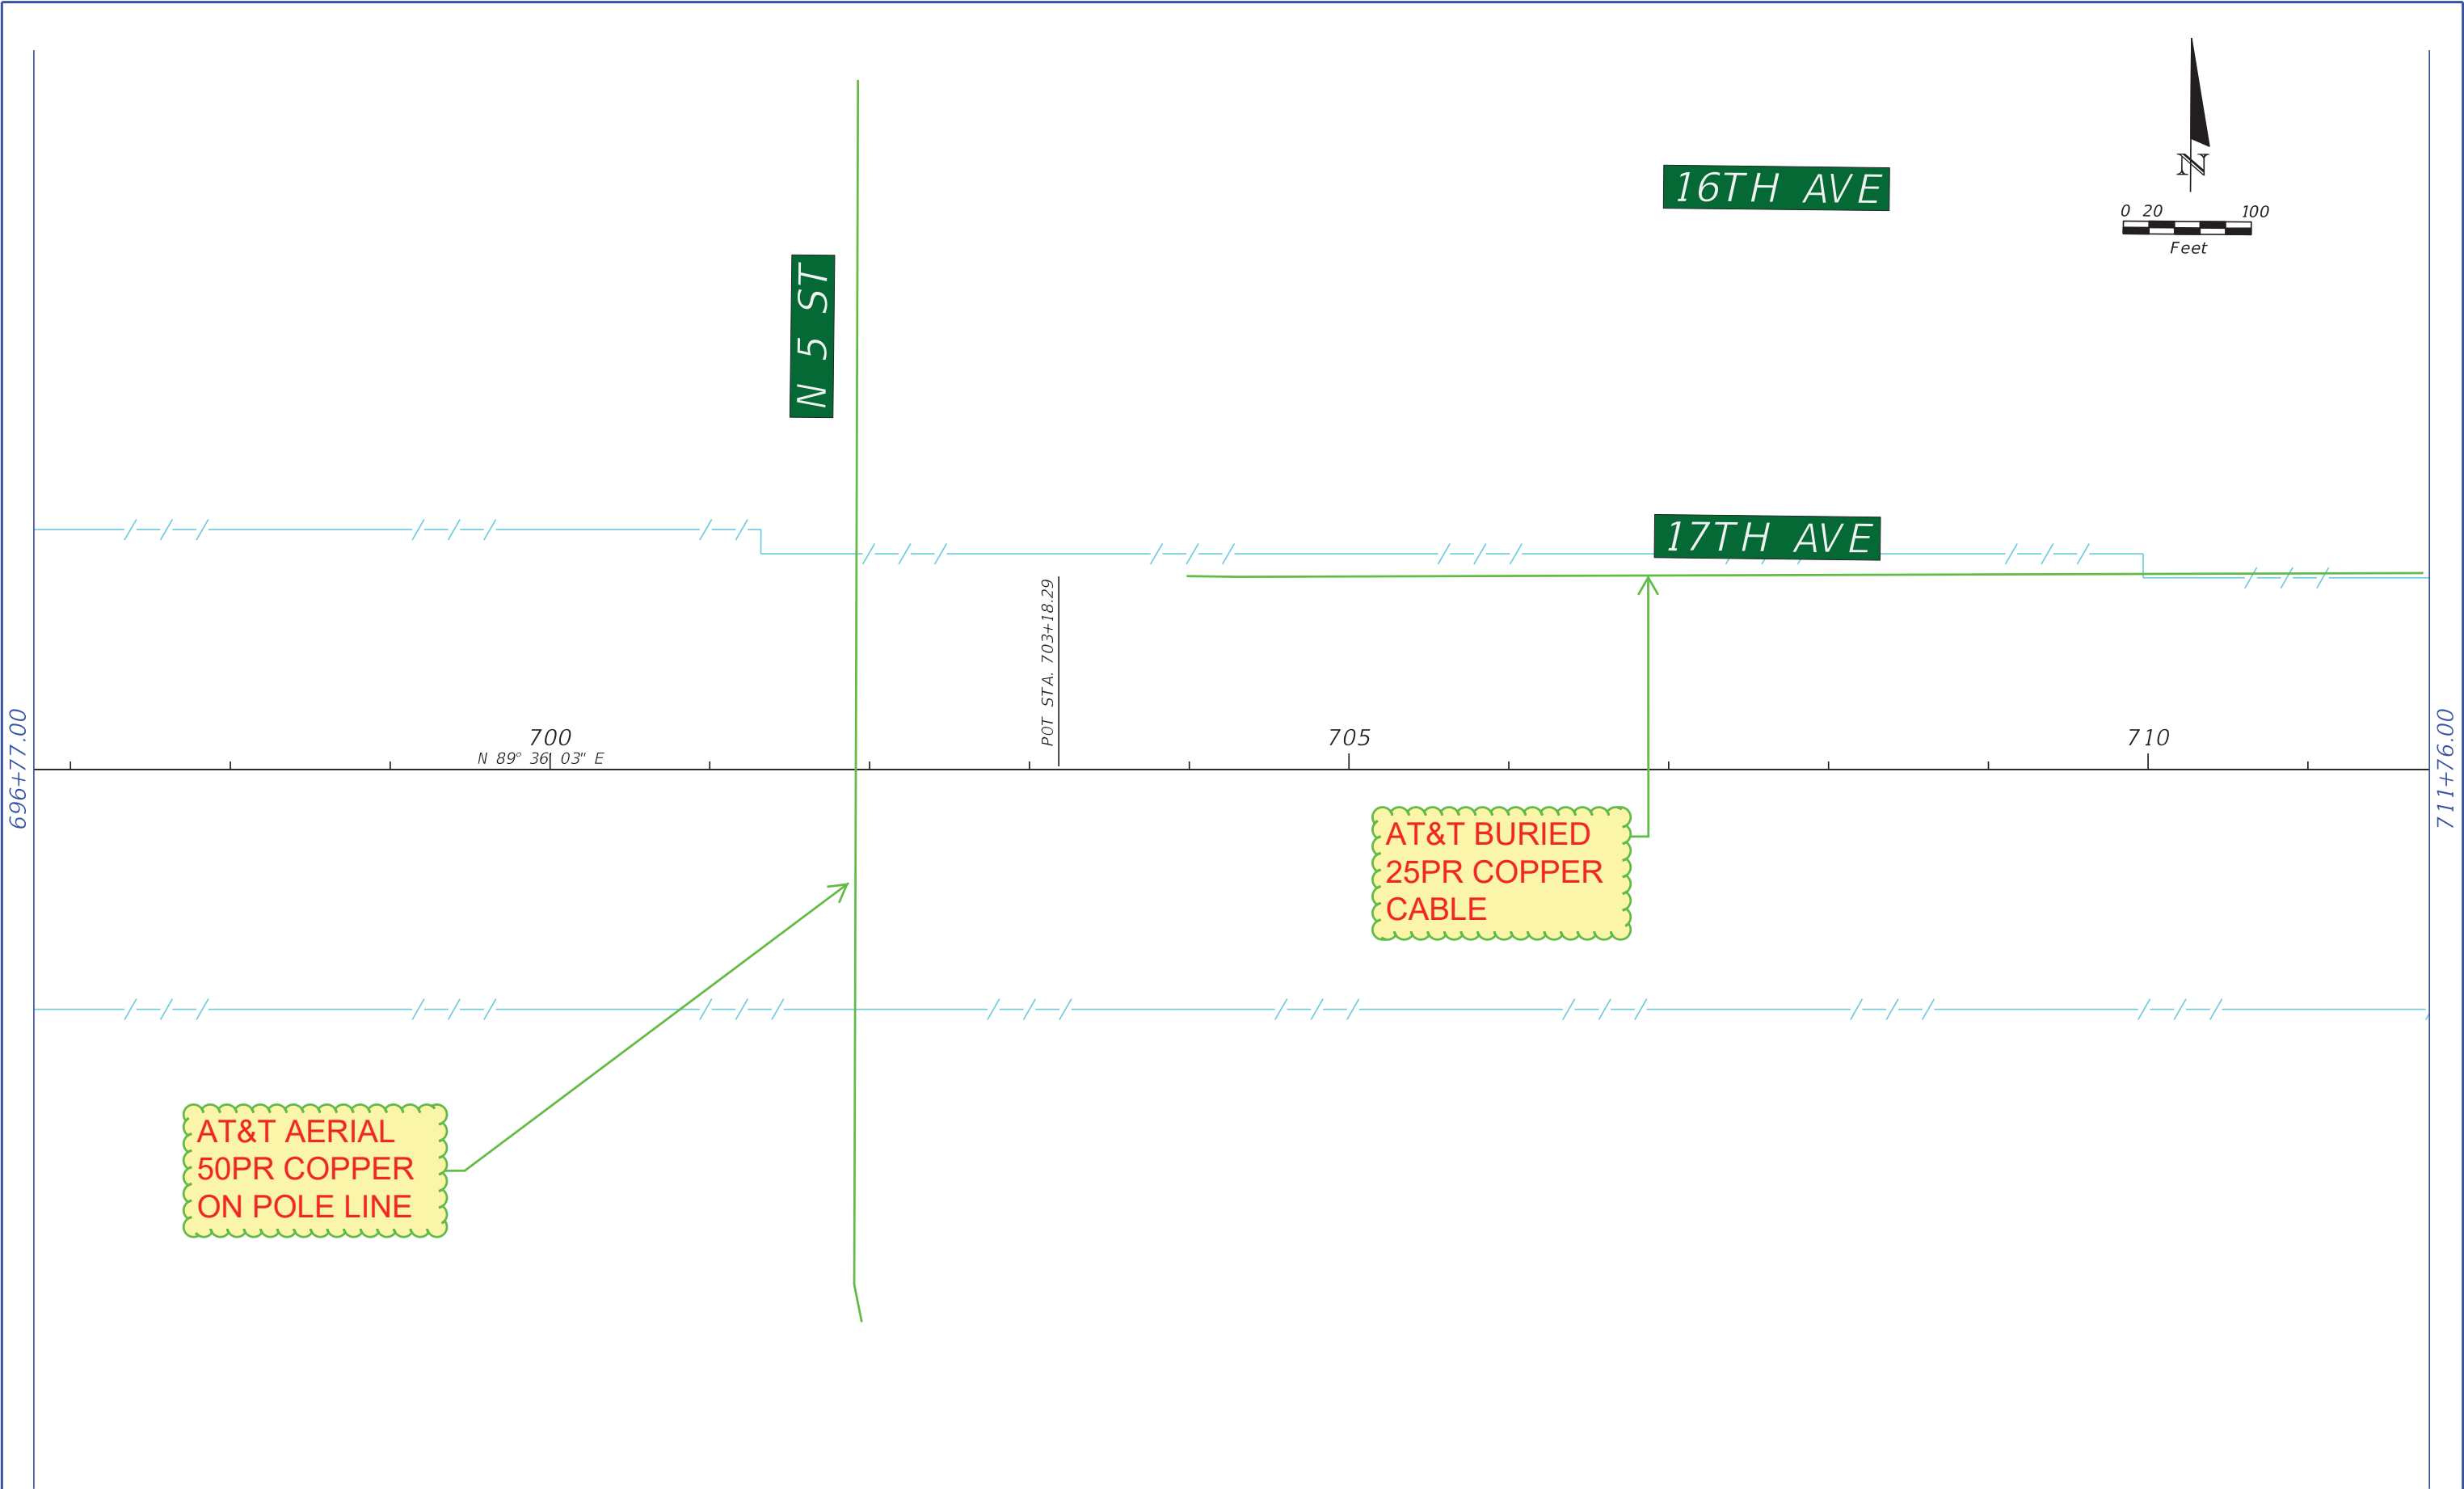 16TH AVE
0 20 100
Feet
N
N 5 ST
17TH AVE
POT STA. 703+18.29
696+77.00
700
705
710
711+76.00
N 89° 36' 03" E
AT&T BURIED
25PR COPPER
CABLE
AT&T AERIAL
50PR COPPER
ON POLE LINE